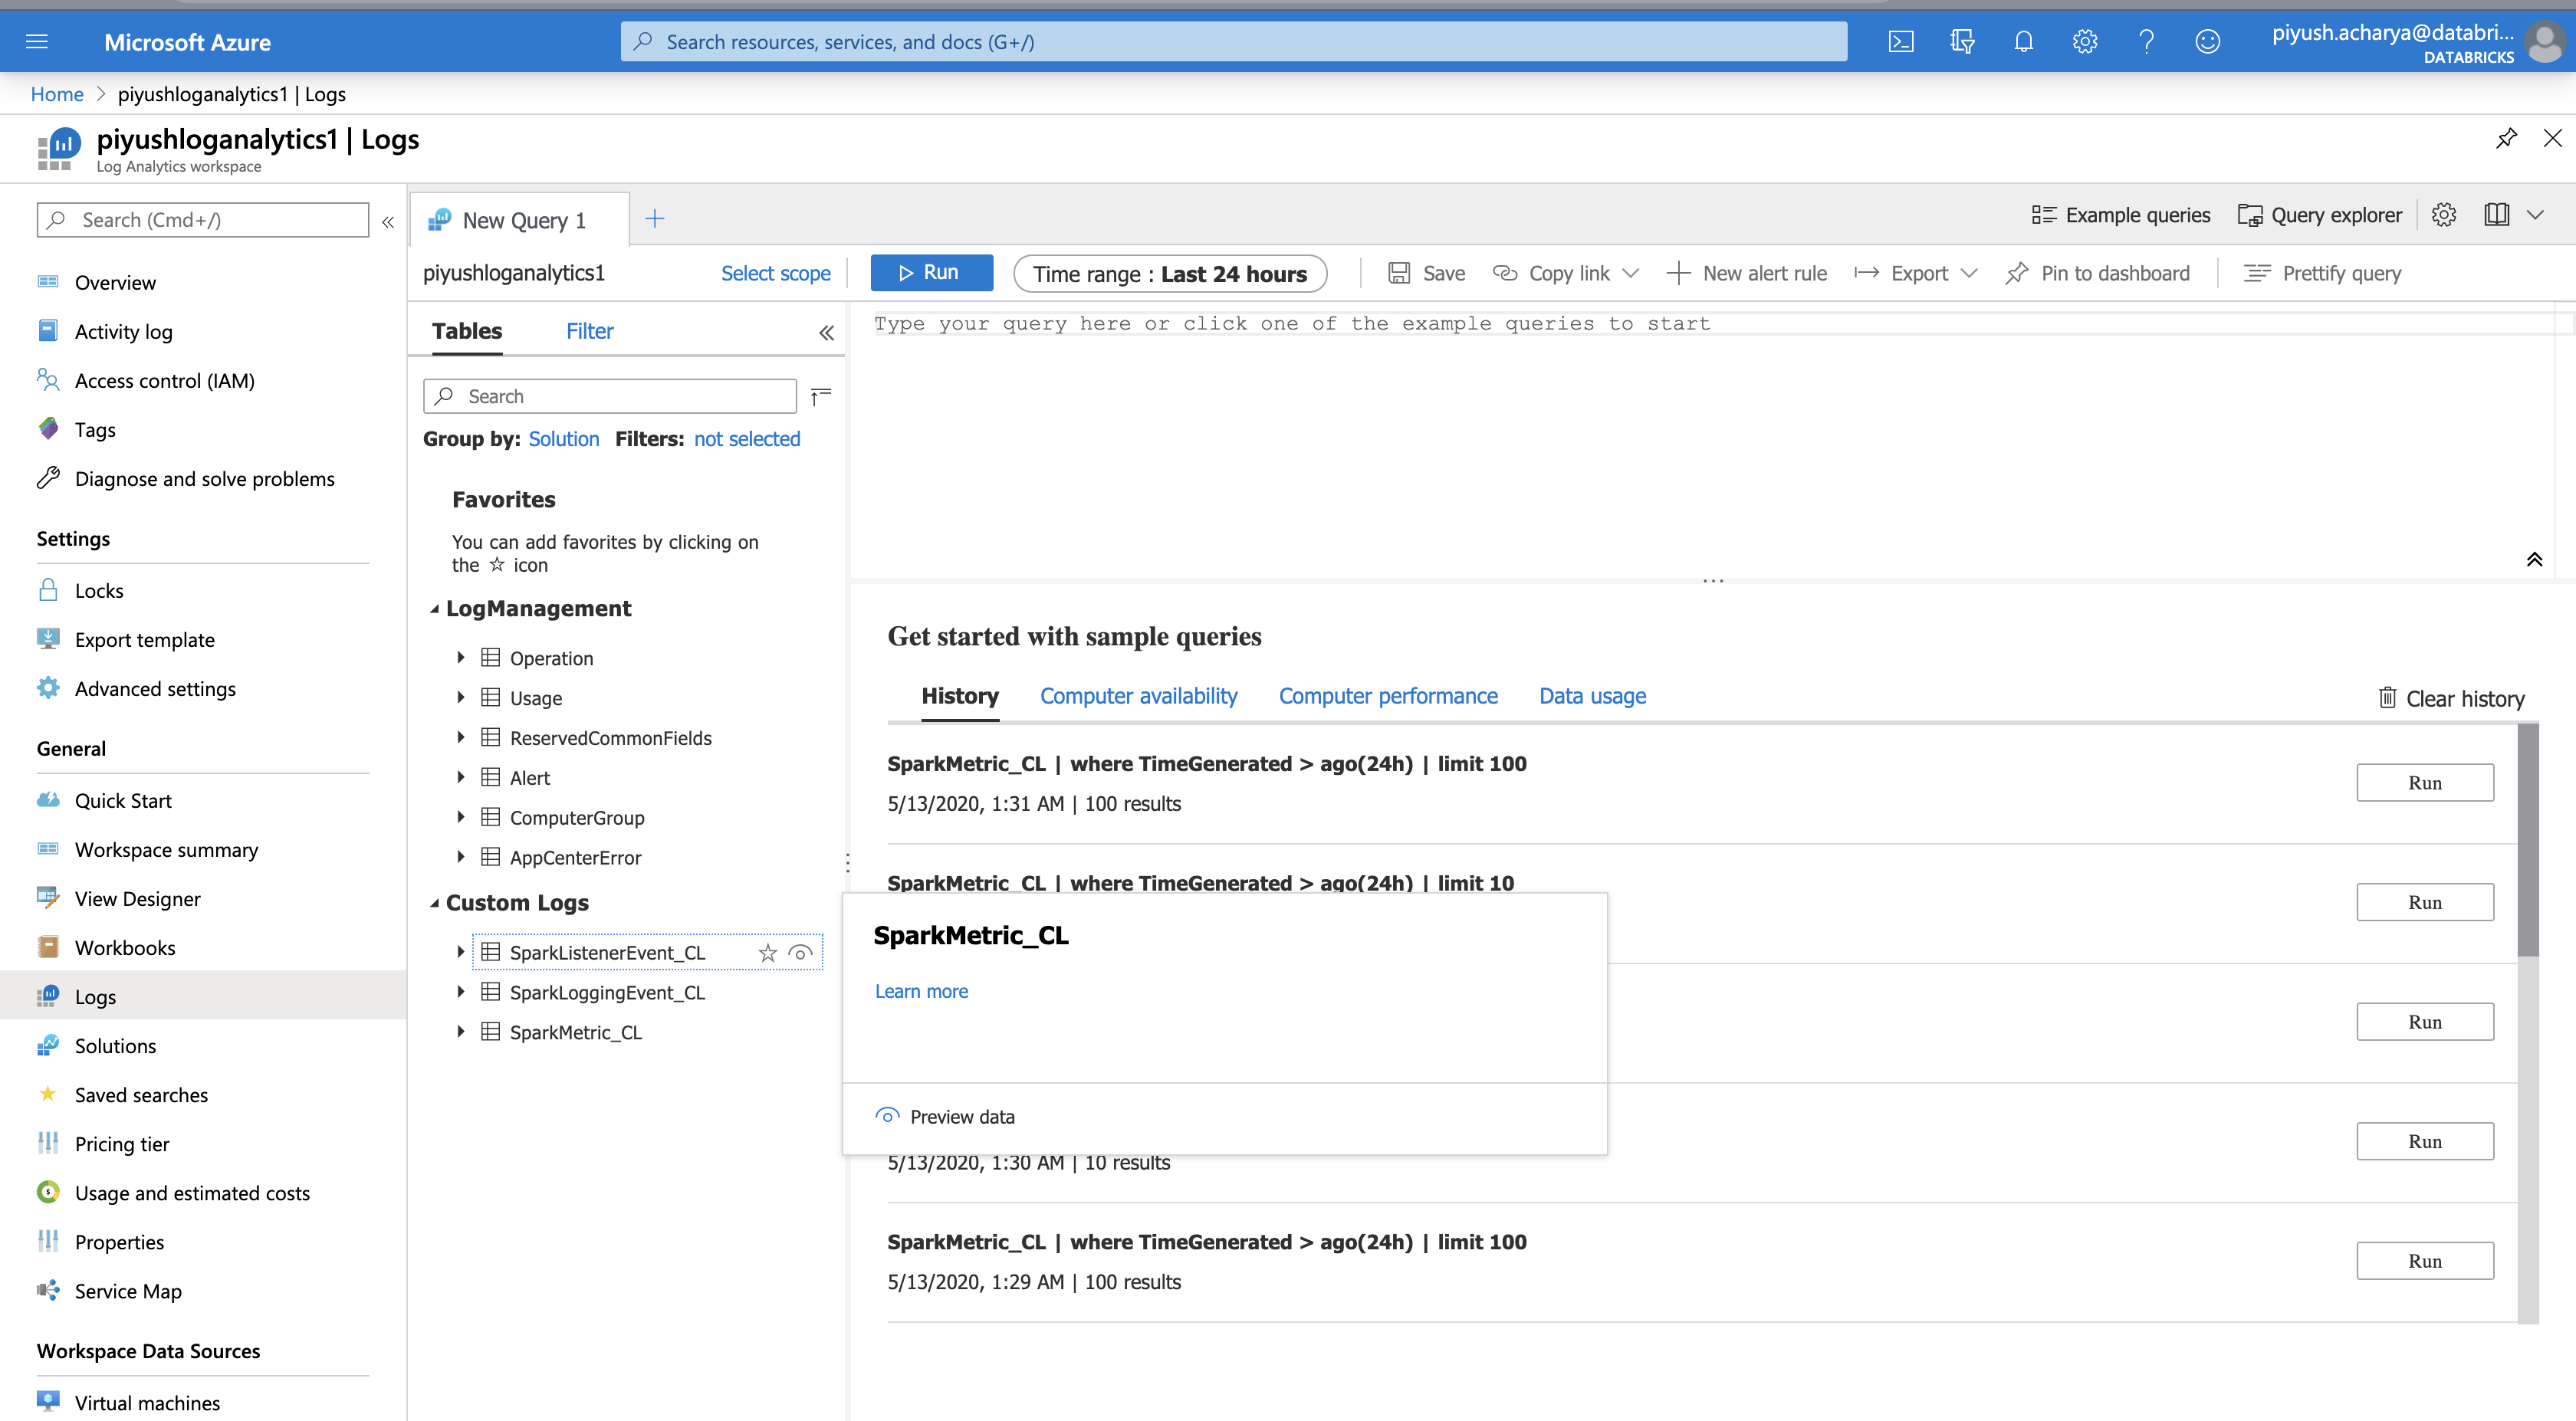 Microsoft Azure
Search resources, services, and docs (G+/)
piyush.acharya@databri...
DATABRICKS
Home > piyushloganalytics1 | Logs
piyushloganalytics1 | Logs
Log Analytics workspace
Search (Cmd+/)
Overview
Activity log
Access control (IAM)
Tags
Diagnose and solve problems
Settings
Locks
Export template
Advanced settings
General
Quick Start
Workspace summary
View Designer
Workbooks
Logs
Solutions
Saved searches
Pricing tier
Usage and estimated costs
Properties
Service Map
Workspace Data Sources
Virtual machines
New Query 1
Example queries
Query explorer
piyushloganalytics1
Select scope
Run
Time range : Last 24 hours
Save
Copy link
New alert rule
Export
Pin to dashboard
Prettify query
Tables
Filter
Search
Group by: Solution Filters: not selected
Favorites
You can add favorites by clicking on
the ☆ icon
LogManagement
Operation
Usage
ReservedCommonFields
Alert
ComputerGroup
AppCenterError
Custom Logs
SparkListenerEvent_CL
SparkLoggingEvent_CL
SparkMetric_CL
Type your query here or click one of the example queries to start
Get started with sample queries
History
Computer availability
Computer performance
Data usage
Clear history
SparkMetric_CL | where TimeGenerated > ago(24h) | limit 100
5/13/2020, 1:31 AM | 100 results
Run
SparkMetric_CL | where TimeGenerated > ago(24h) | limit 10
Run
SparkMetric_CL
Learn more
Run
Preview data
Run
5/13/2020, 1:30 AM | 10 results
SparkMetric_CL | where TimeGenerated > ago(24h) | limit 100
5/13/2020, 1:29 AM | 100 results
Run